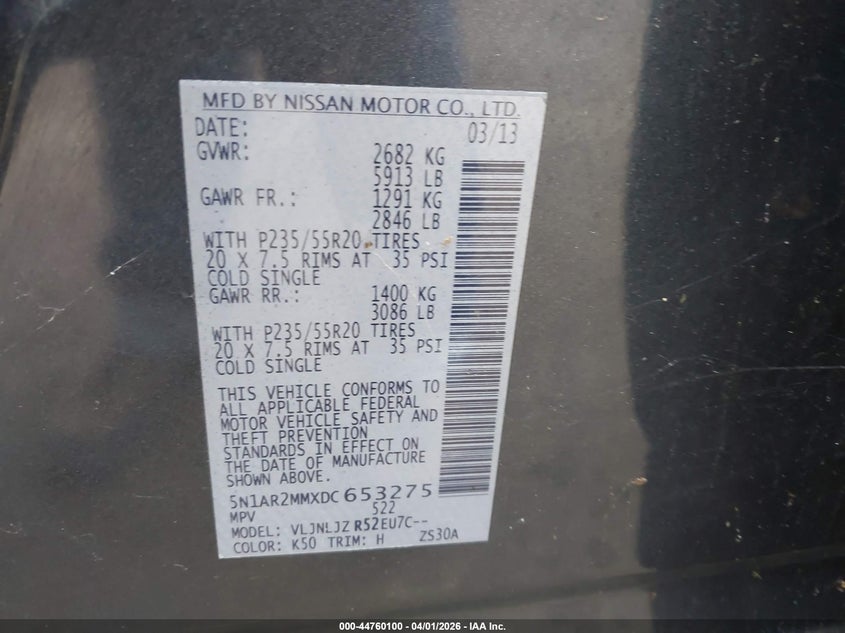 MFD BY NISSAN MOTOR CO., LTD.
DATE: 03/13
GVWR: 2682 KG
5913 LB
GAWR FR.: 1291 KG
2846 LB
WITH P235/55R20 TIRES
20 X 7.5 RIMS AT 35 PSI
COLD SINGLE
GAWR RR.: 1400 KG
3086 LB
WITH P235/55R20 TIRES
20 X 7.5 RIMS AT 35 PSI
COLD SINGLE
THIS VEHICLE CONFORMS TO
ALL APPLICABLE FEDERAL
MOTOR VEHICLE SAFETY AND
THEFT PREVENTION
STANDARDS IN EFFECT ON
THE DATE OF MANUFACTURE
SHOWN ABOVE.
5N1AR2MMXDC653275
MPV 522
MODEL: VLJNLJZ R52EU7C--
COLOR: K50 TRIM: H ZS30A
000-44760100 - 04/01/2026 - IAA Inc.